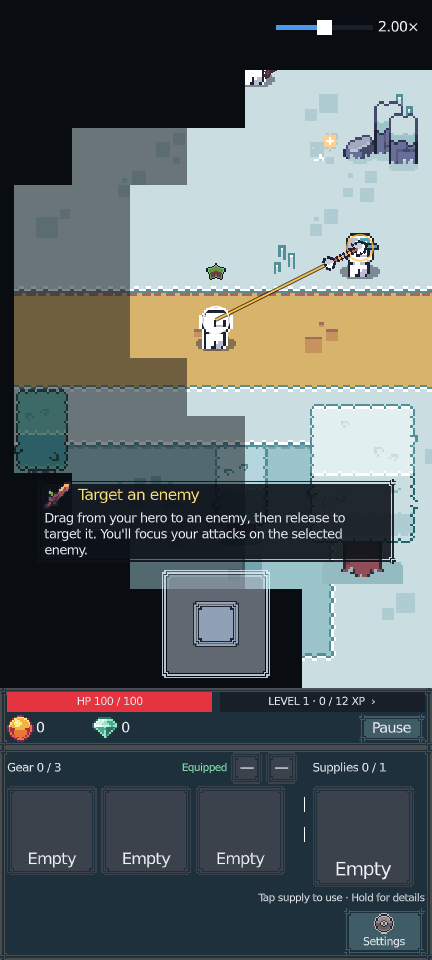 2.00×
Target an enemy
Drag from your hero to an enemy, then release to
target it. You'll focus your attacks on the selected
enemy.
HP 100 / 100
LEVEL 1 · 0 / 12 XP ›
0
0
Pause
Gear 0 / 3
Equipped
—
—
Supplies 0 / 1
Empty
Empty
Empty
Empty
Tap supply to use · Hold for details
Settings